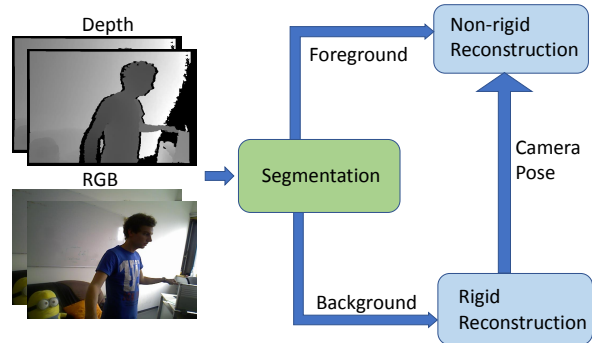 Depth
RGB
Segmentation
Foreground
Non-rigid
Reconstruction
Camera
Pose
Background
Rigid
Reconstruction